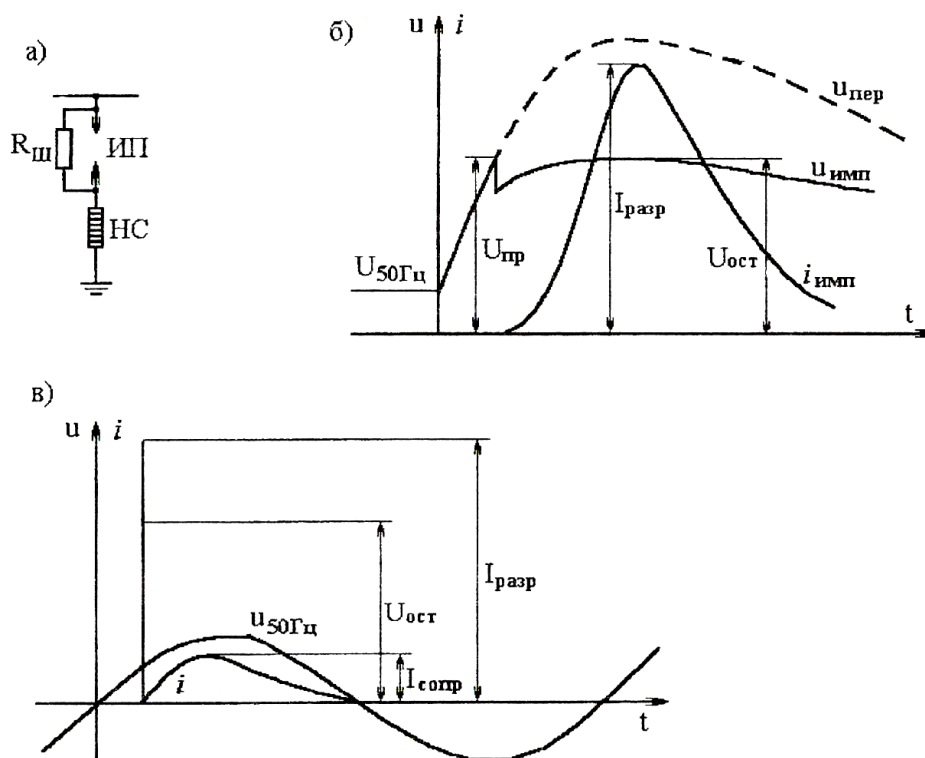 а)
R_Ш
ИП
НС
б)
u i
u_пер
u_имп
I_разр
U_пр
U_ост
U_50Гц
i_имп
t
в)
u i
I_разр
U_ост
u_50Гц
I_сопр
i
t